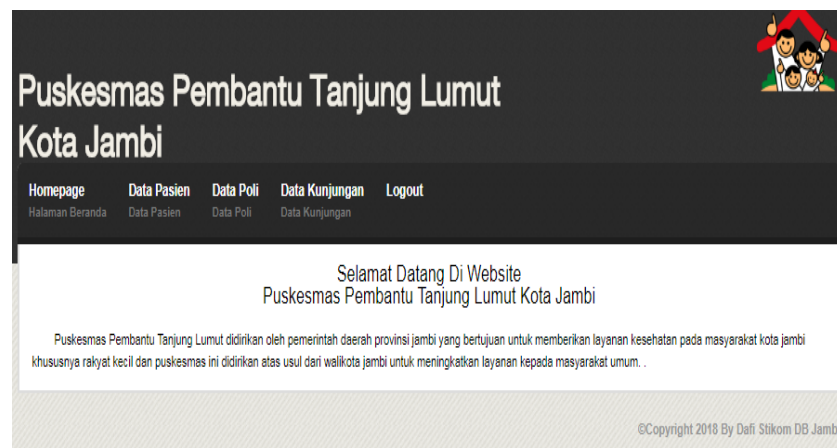 Puskesmas Pembantu Tanjung Lumut
Kota Jambi
Homepage Data Pasien Data Poli Data Kunjungan Logout
Halaman Beranda Data Pasien Data Poli Data Kunjungan
Selamat Datang Di Website
Puskesmas Pembantu Tanjung Lumut Kota Jambi
Puskesmas Pembantu Tanjung Lumut didirikan oleh pemerintah daerah provinsi jambi yang bertujuan untuk memberikan layanan kesehatan pada masyarakat kota jambi
khususnya rakyat kecil dan puskesmas ini didirikan atas usul dari walikota jambi untuk meningkatkan layanan kepada masyarakat umum. .
©Copyright 2018 By Dafi Stikom DB Jambi